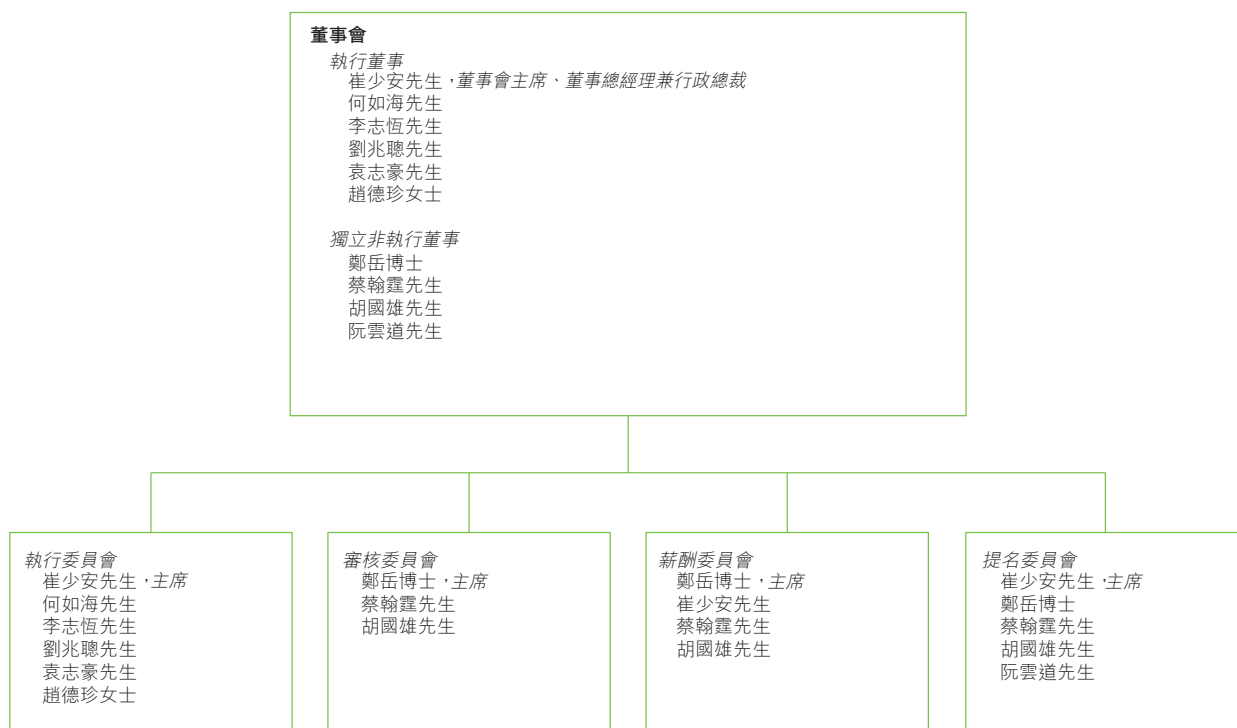 董事會
執行董事
崔少安先生，董事會主席、董事總經理兼行政總裁
何如海先生
李志恆先生
劉兆聰先生
袁志豪先生
趙德珍女士
獨立非執行董事
鄭岳博士
蔡翰霆先生
胡國雄先生
阮雲道先生
執行委員會
崔少安先生，主席
何如海先生
李志恆先生
劉兆聰先生
袁志豪先生
趙德珍女士
審核委員會
鄭岳博士，主席
蔡翰霆先生
胡國雄先生
薪酬委員會
鄭岳博士，主席
崔少安先生
蔡翰霆先生
胡國雄先生
提名委員會
崔少安先生，主席
鄭岳博士
蔡翰霆先生
胡國雄先生
阮雲道先生